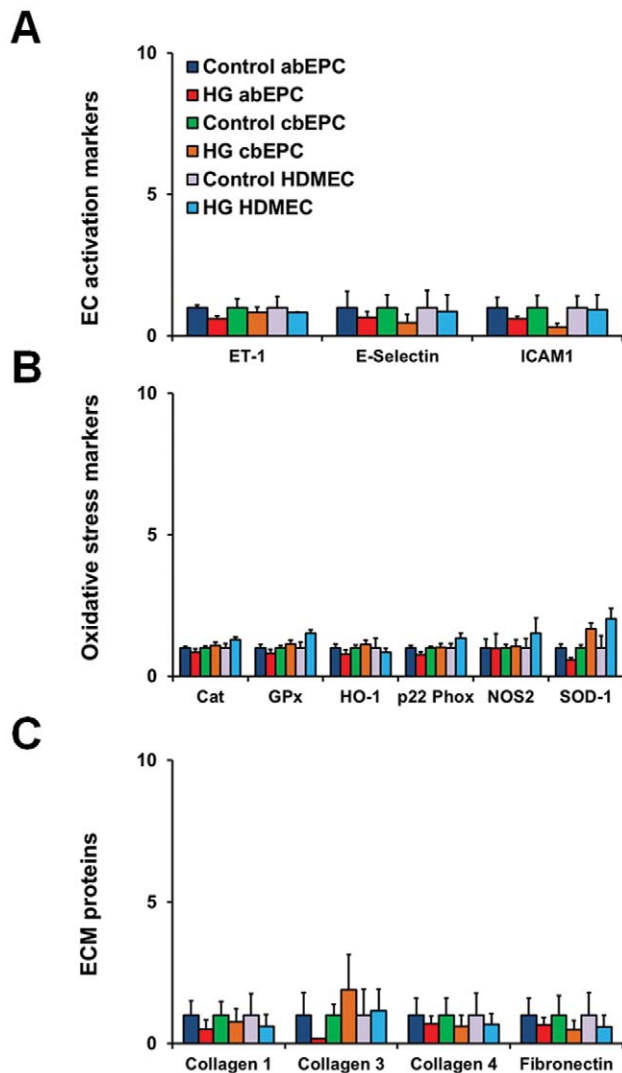 A
EC activation markers
10
5
0
Control abEPC
HG abEPC
Control cbEPC
HG cbEPC
Control HDMEC
HG HDMEC
ET-1 E-Selectin ICAM1
B
Oxidative stress markers
10
5
0
Cat GPx HO-1 p22 Phox NOS2 SOD-1
C
ECM proteins
10
5
0
Collagen 1 Collagen 3 Collagen 4 Fibronectin